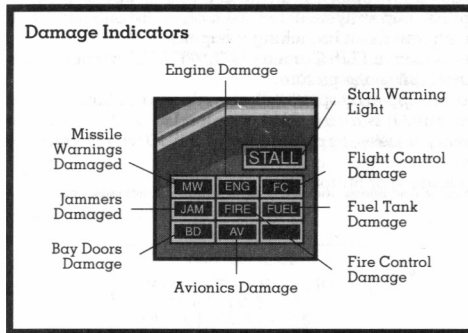 Damage Indicators
Engine Damage
Stall Warning
Light
Missile
Warnings
Damaged
STALL
Flight Control
Damage
MW ENG FC
Jammers
Damaged
JAM FIRE FUEL
Fuel Tank
Damage
Bay Doors
Damage
BD AV
Fire Control
Damage
Avionics Damage